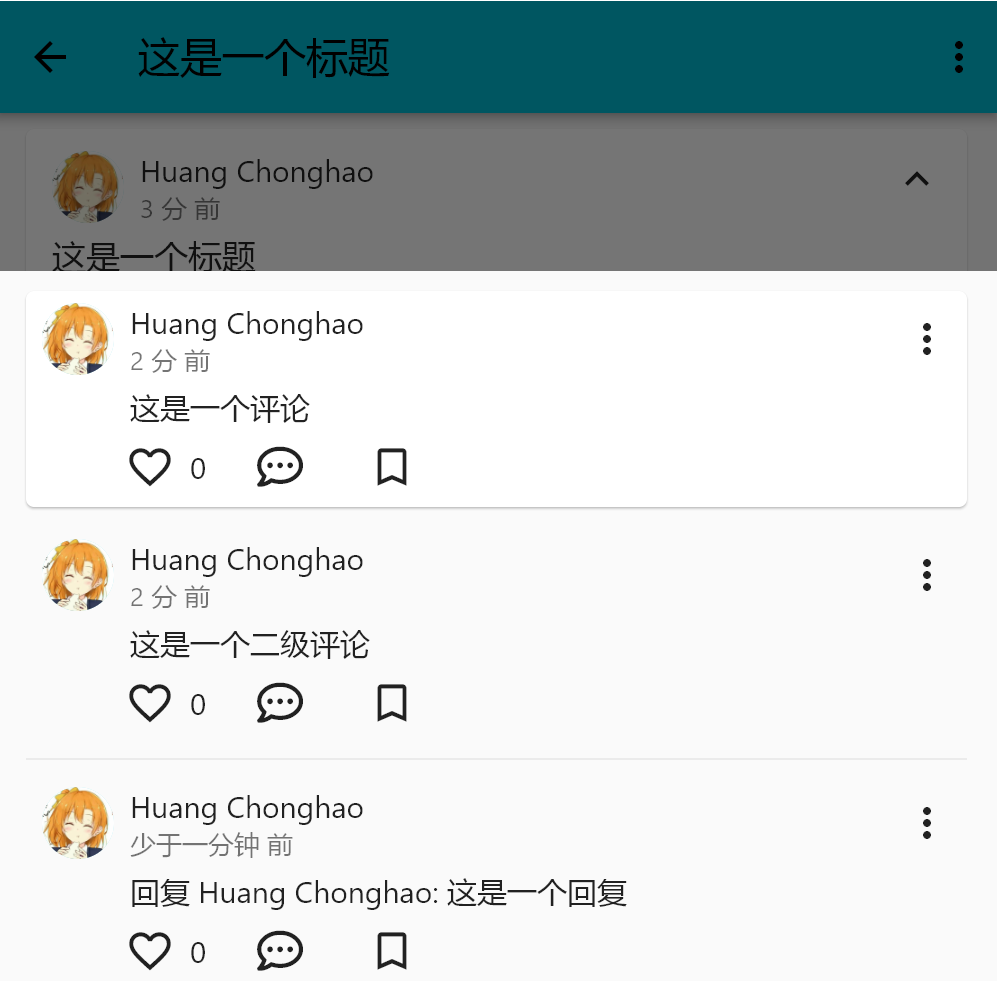 这是一个标题
Huang Chonghao
3 分 前
这是一个标题
Huang Chonghao
2 分 前
这是一个评论
0
Huang Chonghao
2 分 前
这是一个二级评论
0
Huang Chonghao
少于一分钟 前
回复 Huang Chonghao: 这是一个回复
0